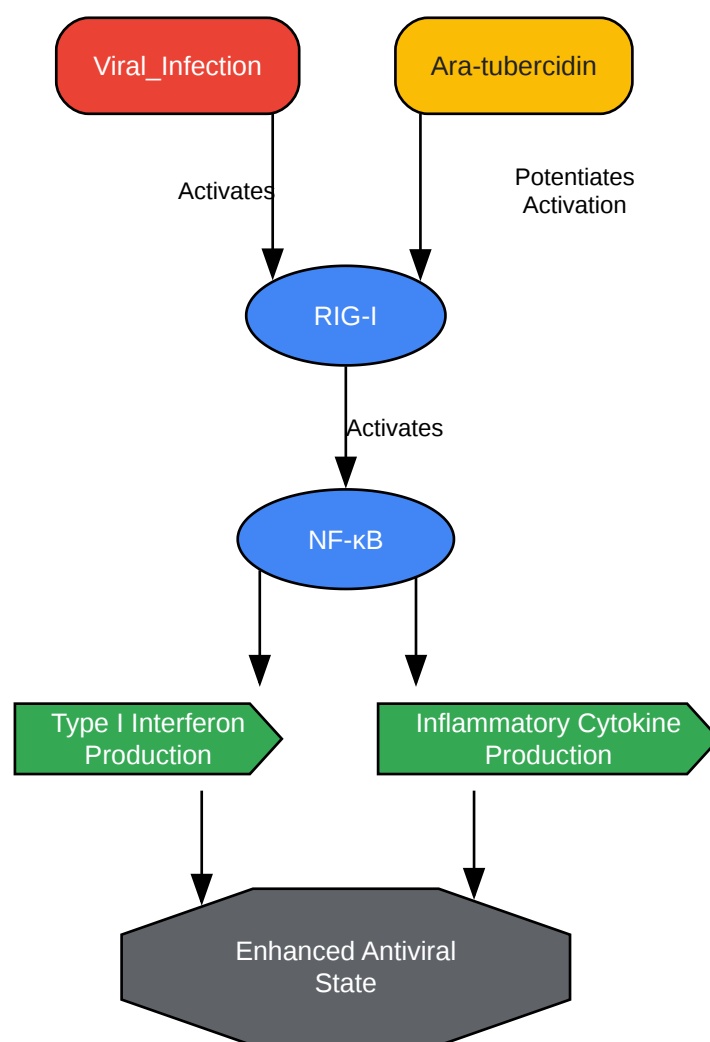 Viral_Infection
Ara-tubercidin
Activates
Potentiates
Activation
RIG-I
Activates
NF-κB
Type I Interferon
Production
Inflammatory Cytokine
Production
Enhanced Antiviral
State